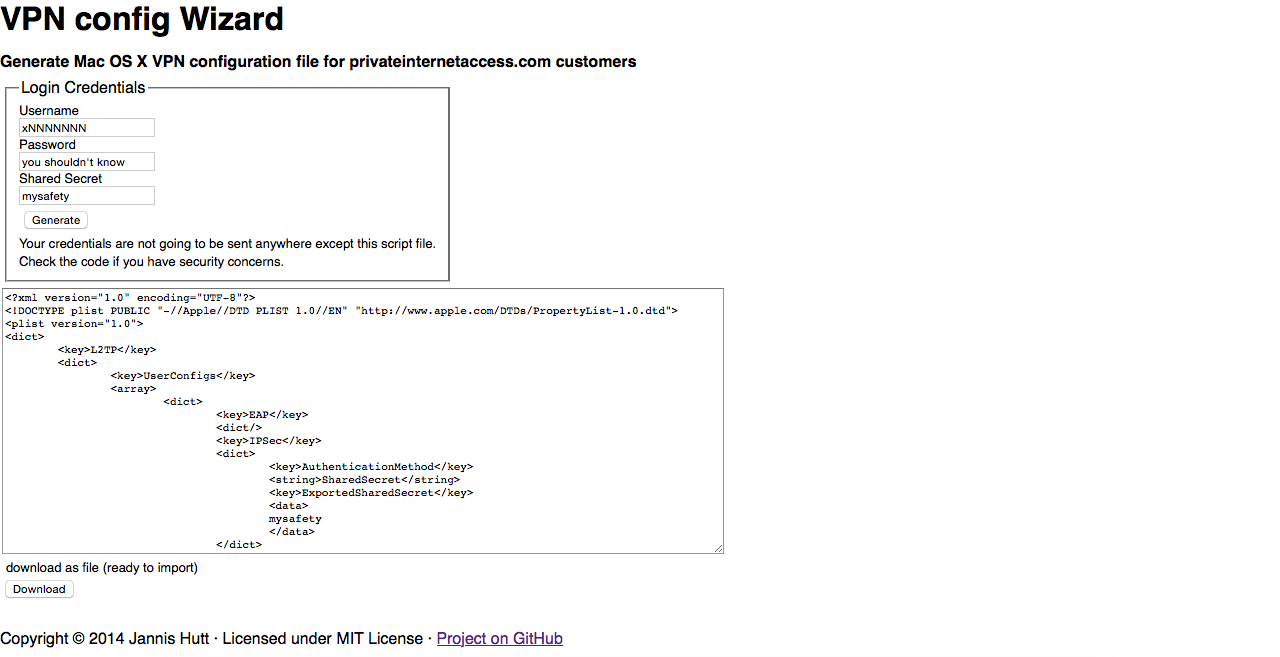 VPN config Wizard
Generate Mac OS X VPN configuration file for privateinternetaccess.com customers
Login Credentials
Username
xNNNNNNN
Password
you shouldn't know
Shared Secret
mysafety
Generate
Your credentials are not going to be sent anywhere except this script file.
Check the code if you have security concerns.
<?xml version="1.0" encoding="UTF-8"?>
<!DOCTYPE plist PUBLIC "-//Apple//DTD PLIST 1.0//EN" "http://www.apple.com/DTDs/PropertyList-1.0.dtd">
<plist version="1.0">
<dict>
<key>L2TP</key>
<dict>
<key>UserConfigs</key>
<array>
<dict>
<key>EAP</key>
<dict/>
<key>IPSec</key>
<dict>
<key>AuthenticationMethod</key>
<string>SharedSecret</string>
<key>ExportedSharedSecret</key>
<data>
mysafety
</data>
</dict>
download as file (ready to import)
Download
Copyright © 2014 Jannis Hutt · Licensed under MIT License · Project on GitHub